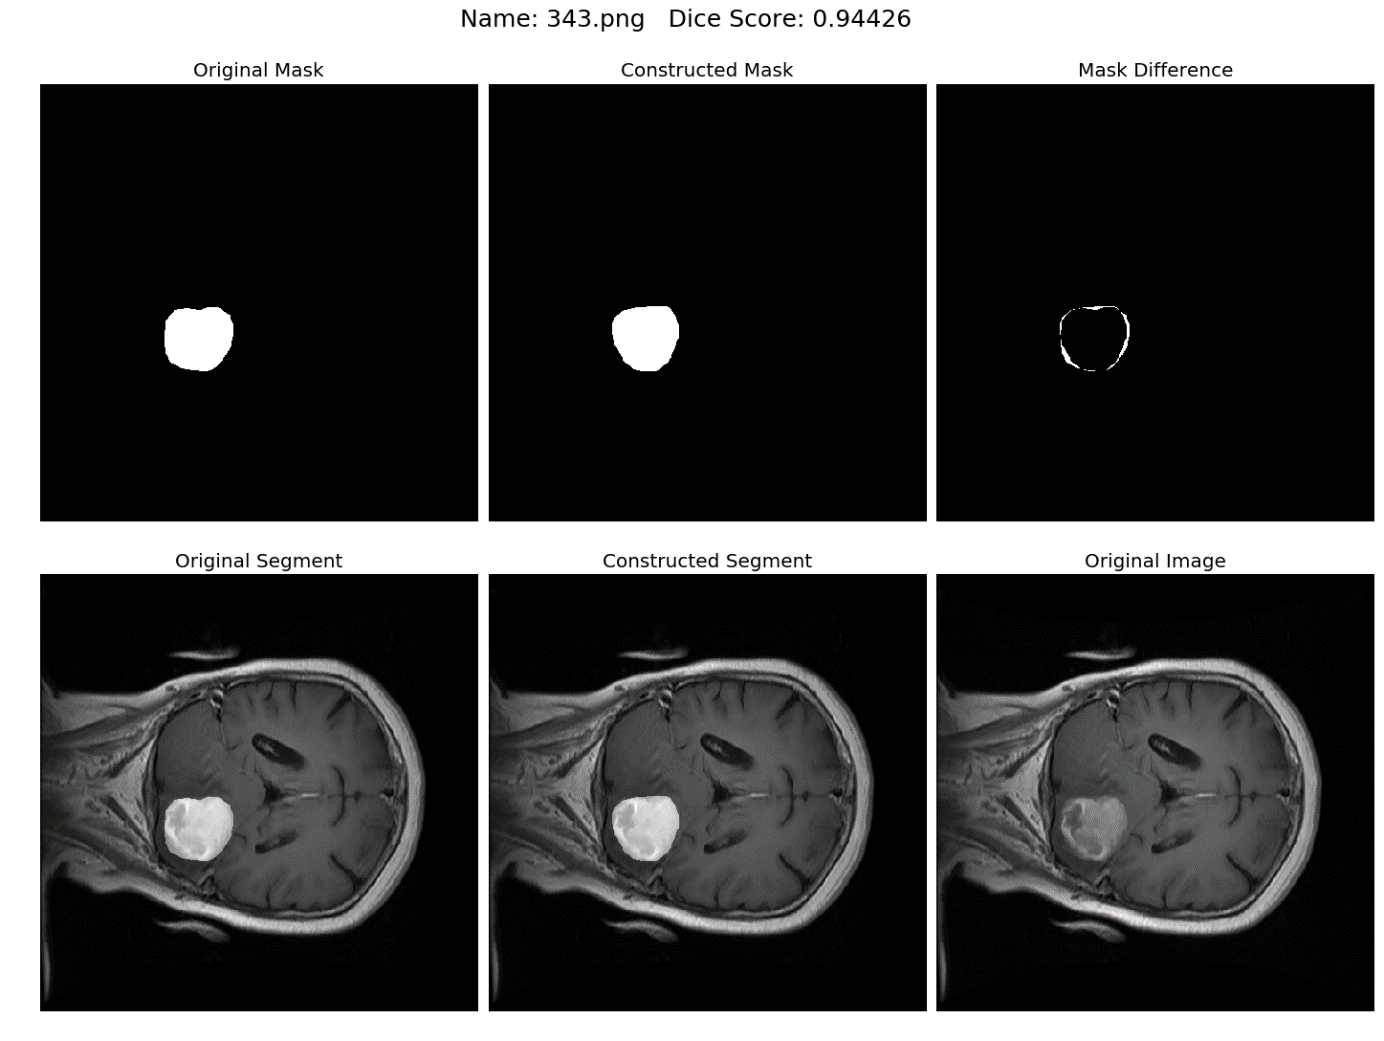 Name: 343.png   Dice Score: 0.94426
Original Mask
Constructed Mask
Mask Difference
Original Segment
Constructed Segment
Original Image